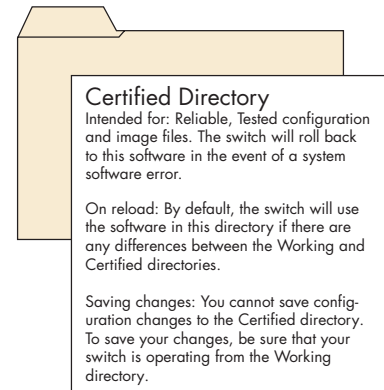 Certified Directory
Intended for: Reliable, Tested configuration
and image files. The switch will roll back
to this software in the event of a system
software error.
On reload: By default, the switch will use
the software in this directory if there are
any differences between the Working and
Certified directories.
Saving changes: You cannot save config-
uration changes to the Certified directory.
To save your changes, be sure that your
switch is operating from the Working
directory.